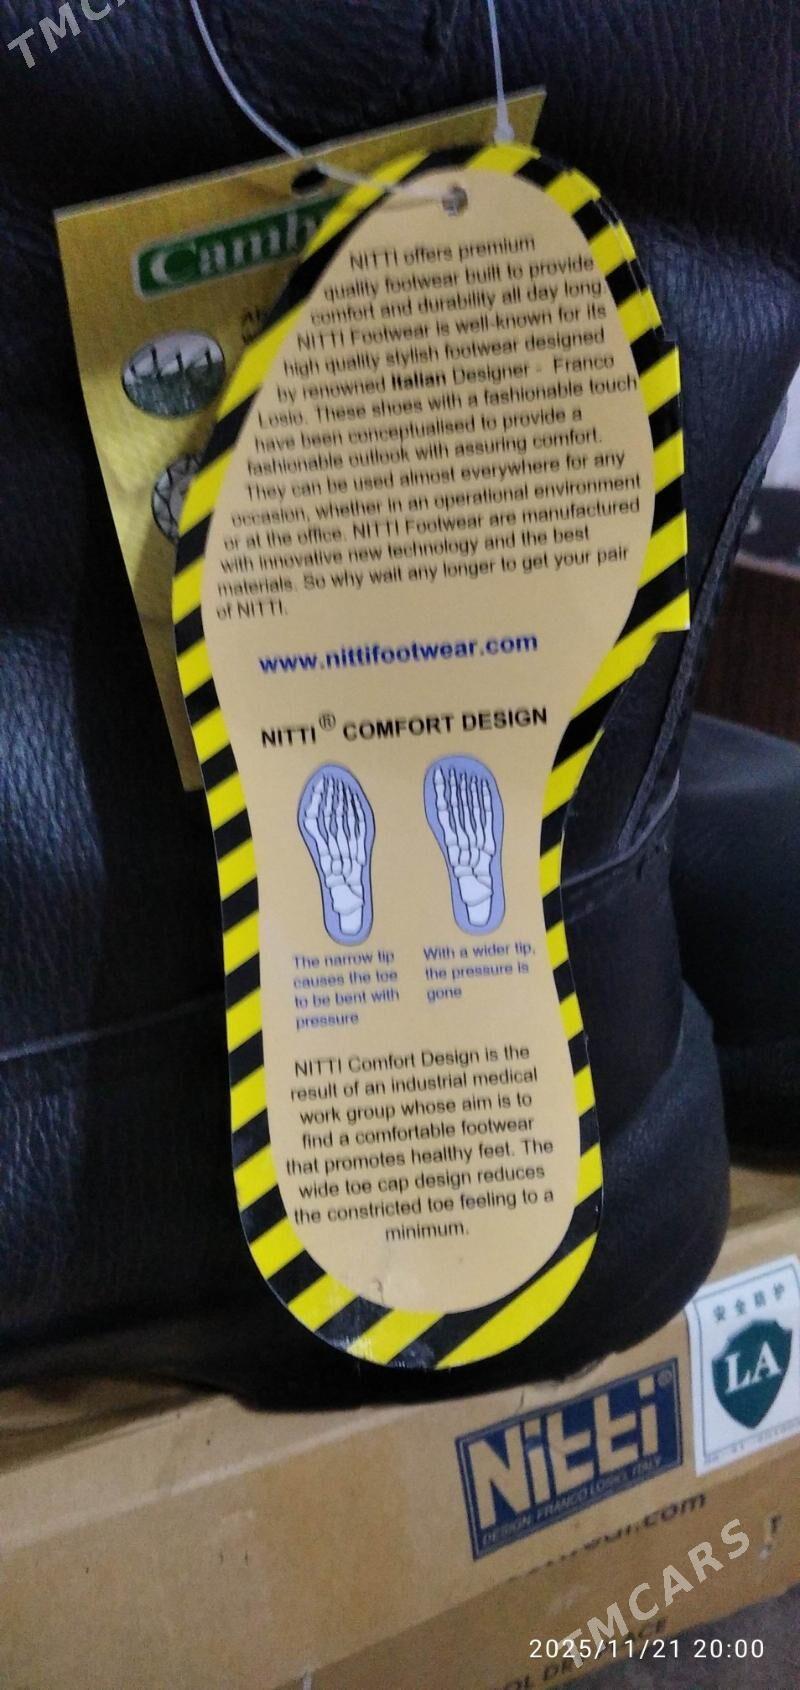 TMCA
Camb
NITTI offers premium
quality footwear built to provide
comfort and durability all day long.
NITTI Footwear is well-known for its
high quality stylish footwear designed
by renowned Italian Designer - Franco
Losio. These shoes with a fashionable touch
have been conceptualised to provide a
fashionable outlook with assuring comfort.
They can be used almost everywhere for any
occasion, whether in an operational environment
or at the office. NITTI Footwear are manufactured
with innovative new technology and the best
materials. So why wait any longer to get your pair
of NITTI.
www.nittifootwear.com
NITTI® COMFORT DESIGN
The narrow tip
causes the toe
to be bent with
pressure
With a wider tip,
the pressure is
gone
NITTI Comfort Design is the
result of an industrial medical
work group whose aim is to
find a comfortable footwear
that promotes healthy feet. The
wide toe cap design reduces
the constricted toe feeling to a
minimum.
安全防护
LA
Nitti®
DESIGN FRANCO LOSIO, ITALY
.com
TMCARS
2025/11/21 20:00